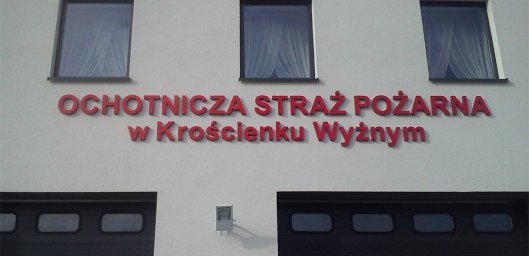 OCHOTNICZA STRAŻ POŻARNA
w Krościenku Wyżnym